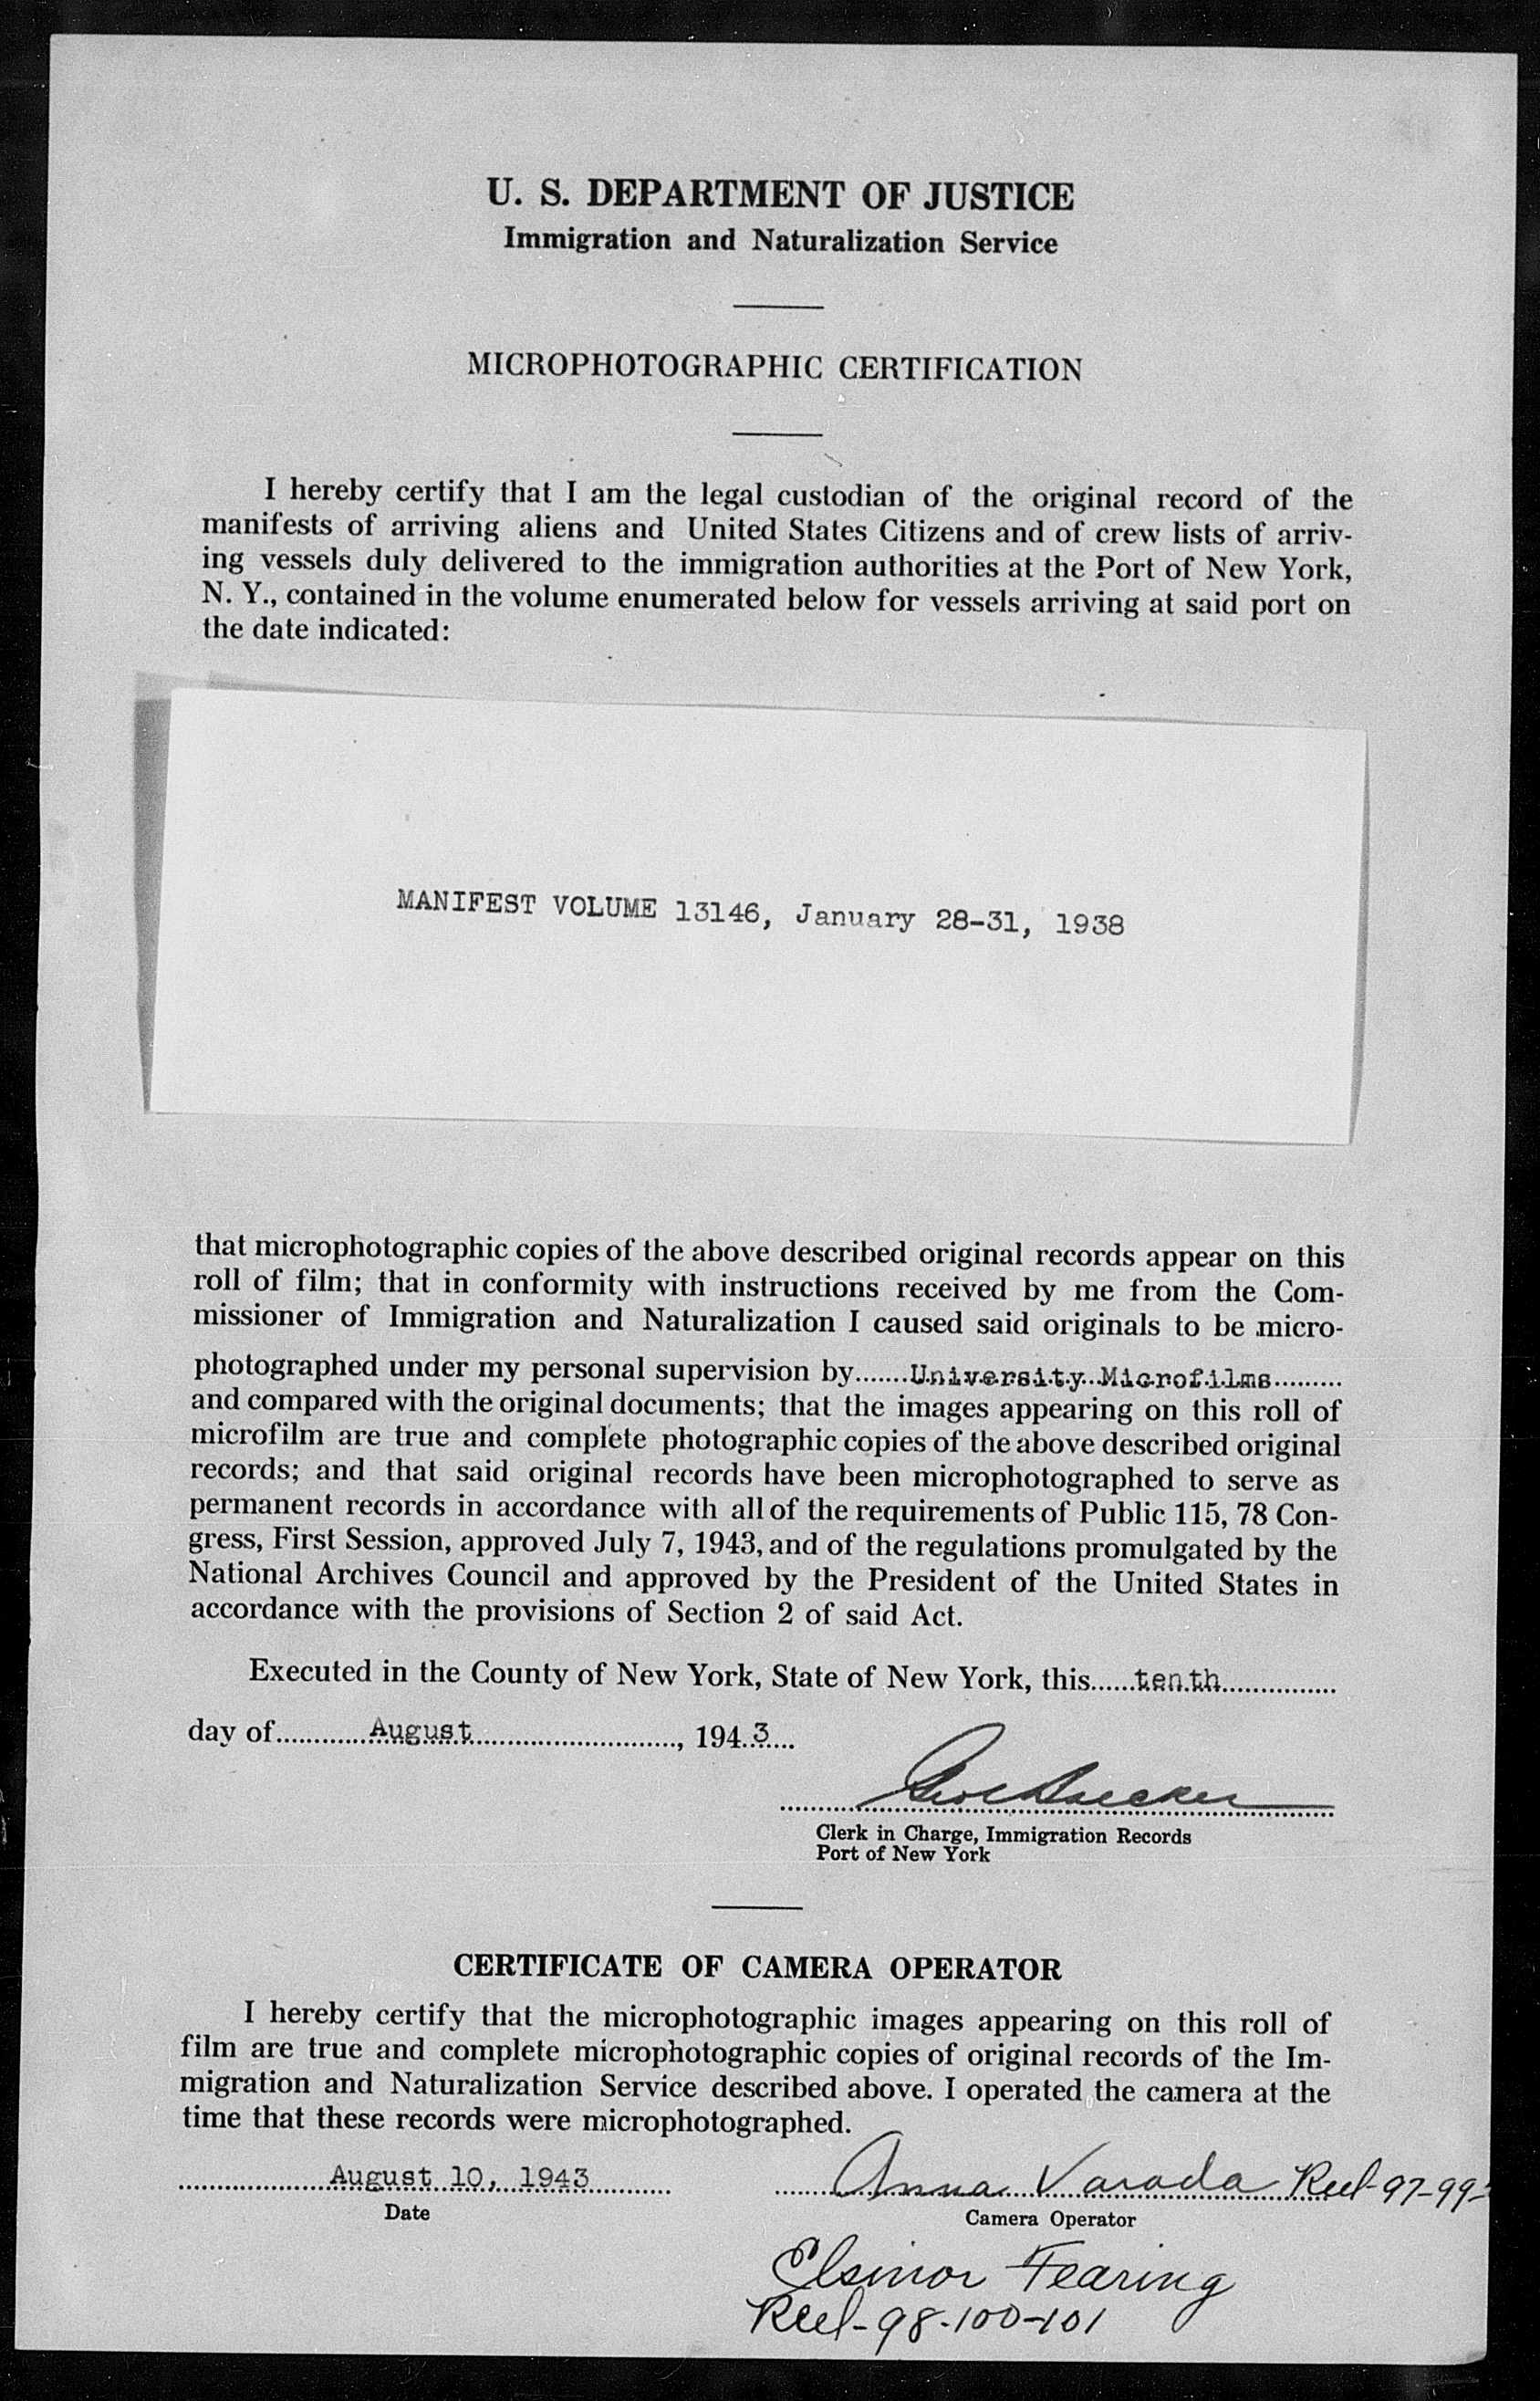 U. S. DEPARTMENT OF JUSTICE
Immigration and Naturalization Service
MICROPHOTOGRAPHIC CERTIFICATION
I hereby certify that I am the legal custodian of the original record of the
manifests of arriving aliens and United States Citizens and of crew lists of arriv-
ing vessels duly delivered to the immigration authorities at the Port of New York,
N. Y., contained in the volume enumerated below for vessels arriving at said port on
the date indicated:
MANIFEST VOLUME 13146, January 28-31, 1938
that microphotographic copies of the above described original records appear on this
roll of film; that in conformity with instructions received by me from the Com-
missioner of Immigration and Naturalization I caused said originals to be micro-
photographed under my personal supervision by.......University Microfilms.........
and compared with the original documents; that the images appearing on this roll of
microfilm are true and complete photographic copies of the above described original
records; and that said original records have been microphotographed to serve as
permanent records in accordance with all of the requirements of Public 115, 78 Con-
gress, First Session, approved July 7, 1943, and of the regulations promulgated by the
National Archives Council and approved by the President of the United States in
accordance with the provisions of Section 2 of said Act.
Executed in the County of New York, State of New York, this......tenth...............
day of.............August............................, 194..3....
Clerk in Charge, Immigration Records
Port of New York
CERTIFICATE OF CAMERA OPERATOR
I hereby certify that the microphotographic images appearing on this roll of
film are true and complete microphotographic copies of original records of the Im-
migration and Naturalization Service described above. I operated the camera at the
time that these records were microphotographed.
August 10, 1943 Anna Varada Reel-97-99-
Date Camera Operator
Elsinor Fearing
Reel-98-100-101